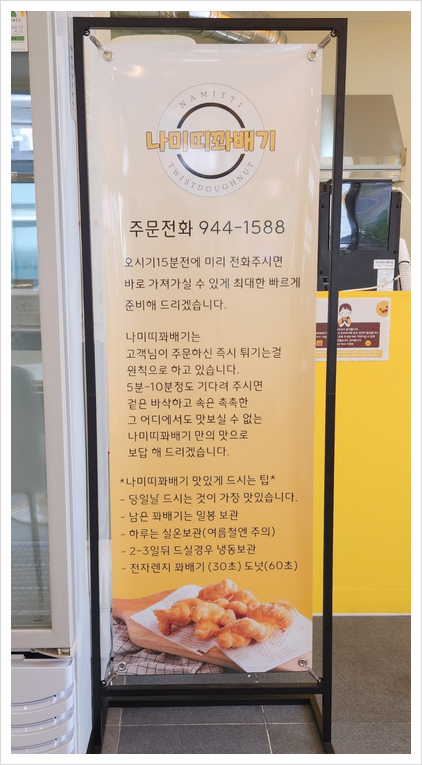 NAMITTI
나미띠꽈배기
TWISTDOUGHNUT
주문전화 944-1588
오시기15분전에 미리 전화주시면
바로 가져가실 수 있게 최대한 빠르게
준비해 드리겠습니다.
나미띠꽈배기는
고객님이 주문하신 즉시 튀기는걸
원칙으로 하고 있습니다.
5분-10분정도 기다려 주시면
겉은 바삭하고 속은 촉촉한
그 어디에서도 맛보실 수 없는
나미띠꽈배기 만의 맛으로
보답 해 드리겠습니다.
*나미띠꽈배기 맛있게 드시는 팁*
- 당일날 드시는 것이 가장 맛있습니다.
- 남은 꽈배기는 밀봉 보관
- 하루는 실온보관(여름철엔 주의)
- 2-3일뒤 드실경우 냉동보관
- 전자렌지 꽈배기 (30초) 도넛(60초)